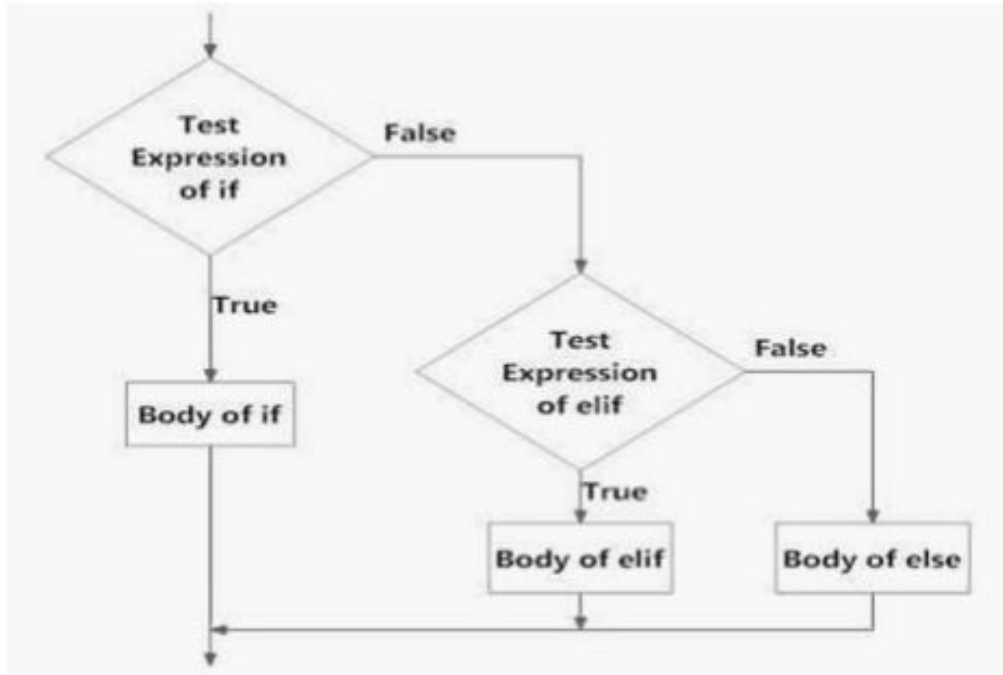 Test
Expression
of if
False
True
Body of if
Test
Expression
of elif
False
True
Body of elif
Body of else